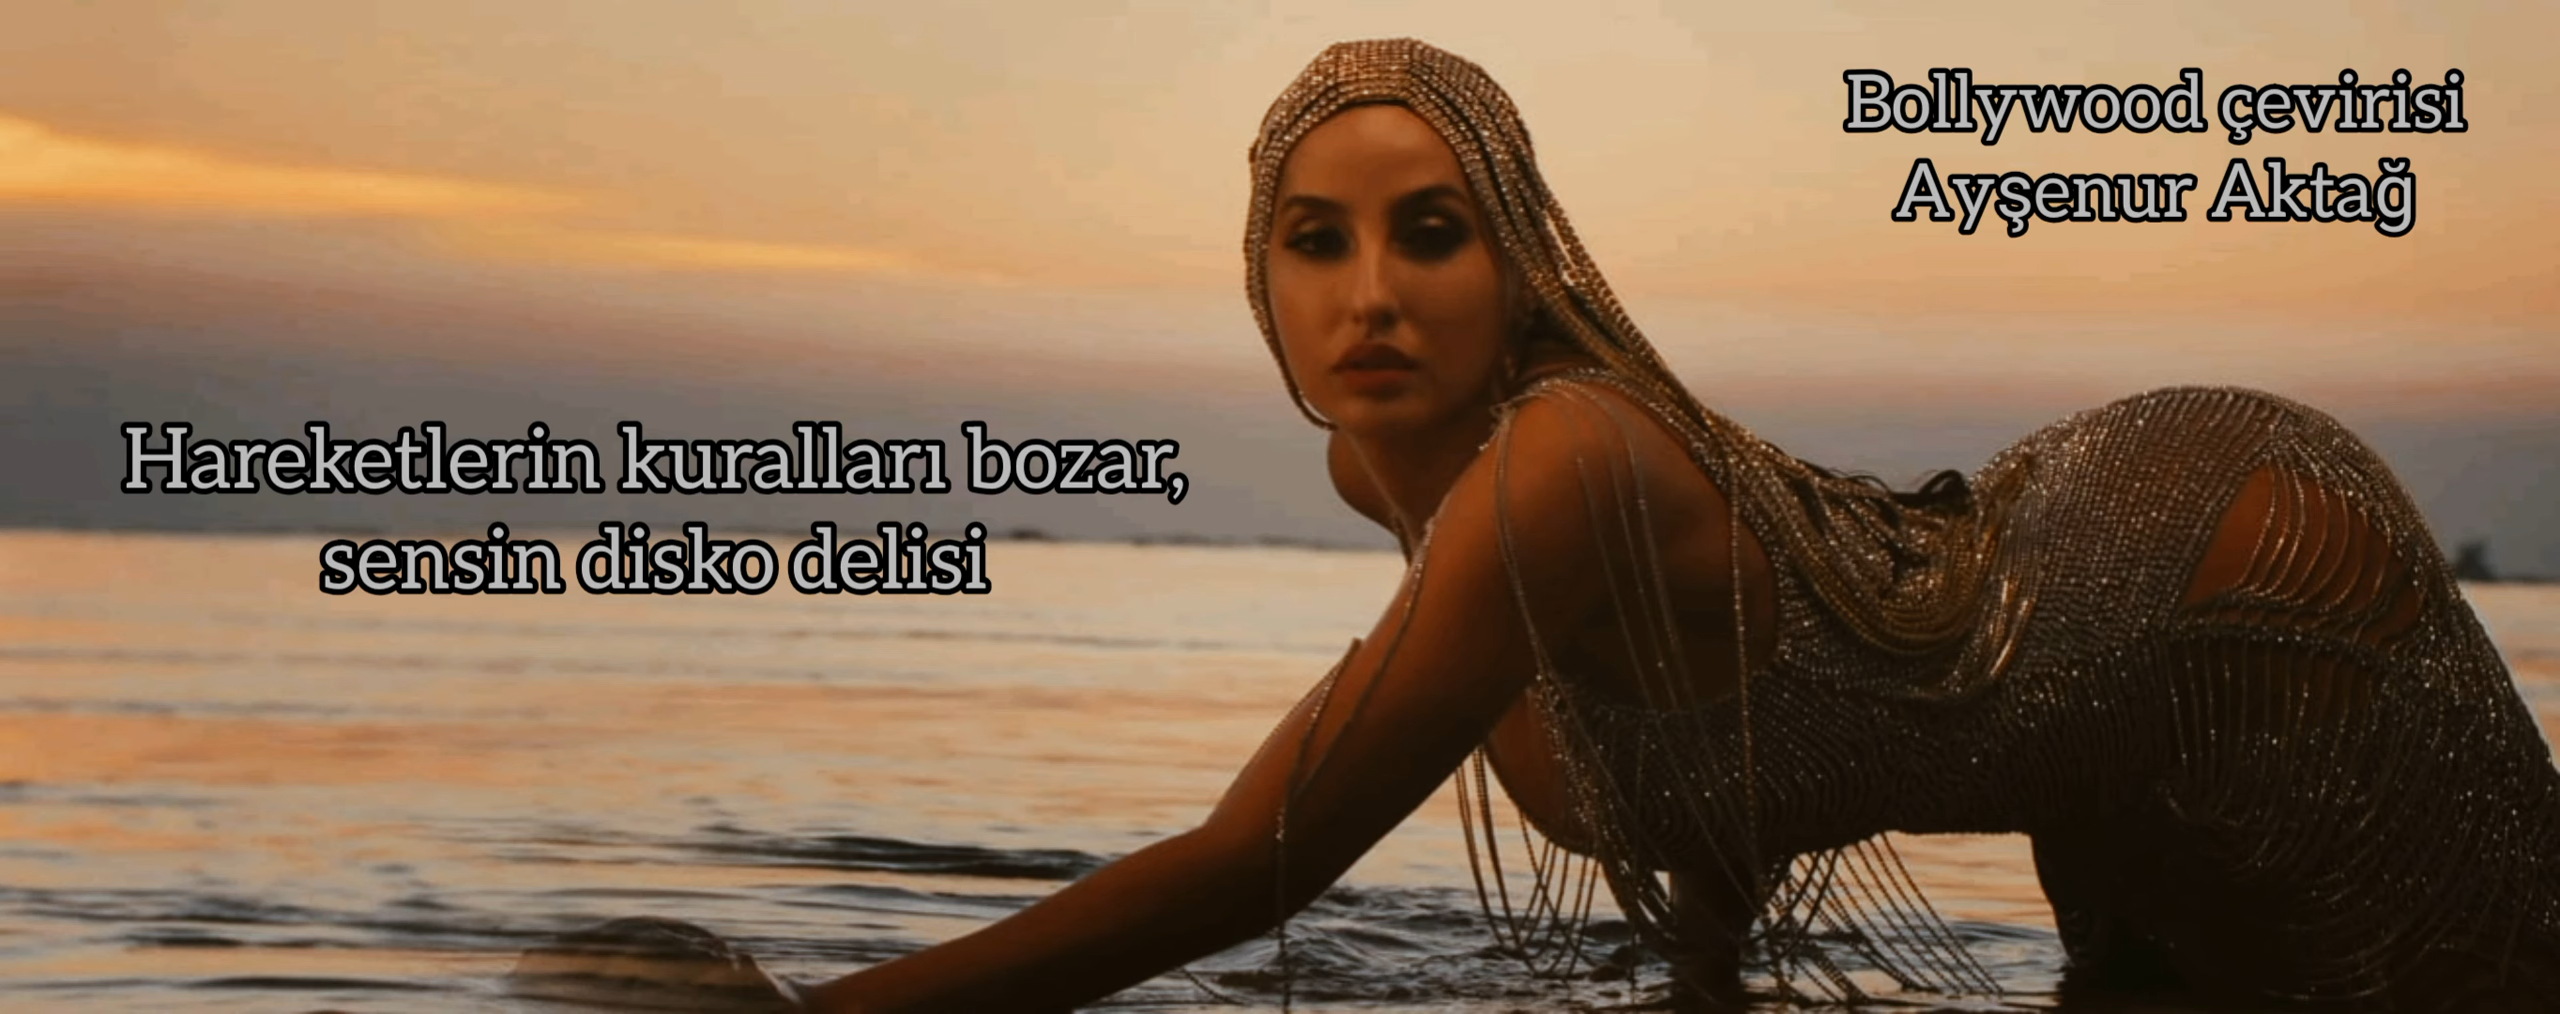 Bollywood çevirisi
Ayşenur Aktağ
Hareketlerin kuralları bozar,
sensin disko delisi